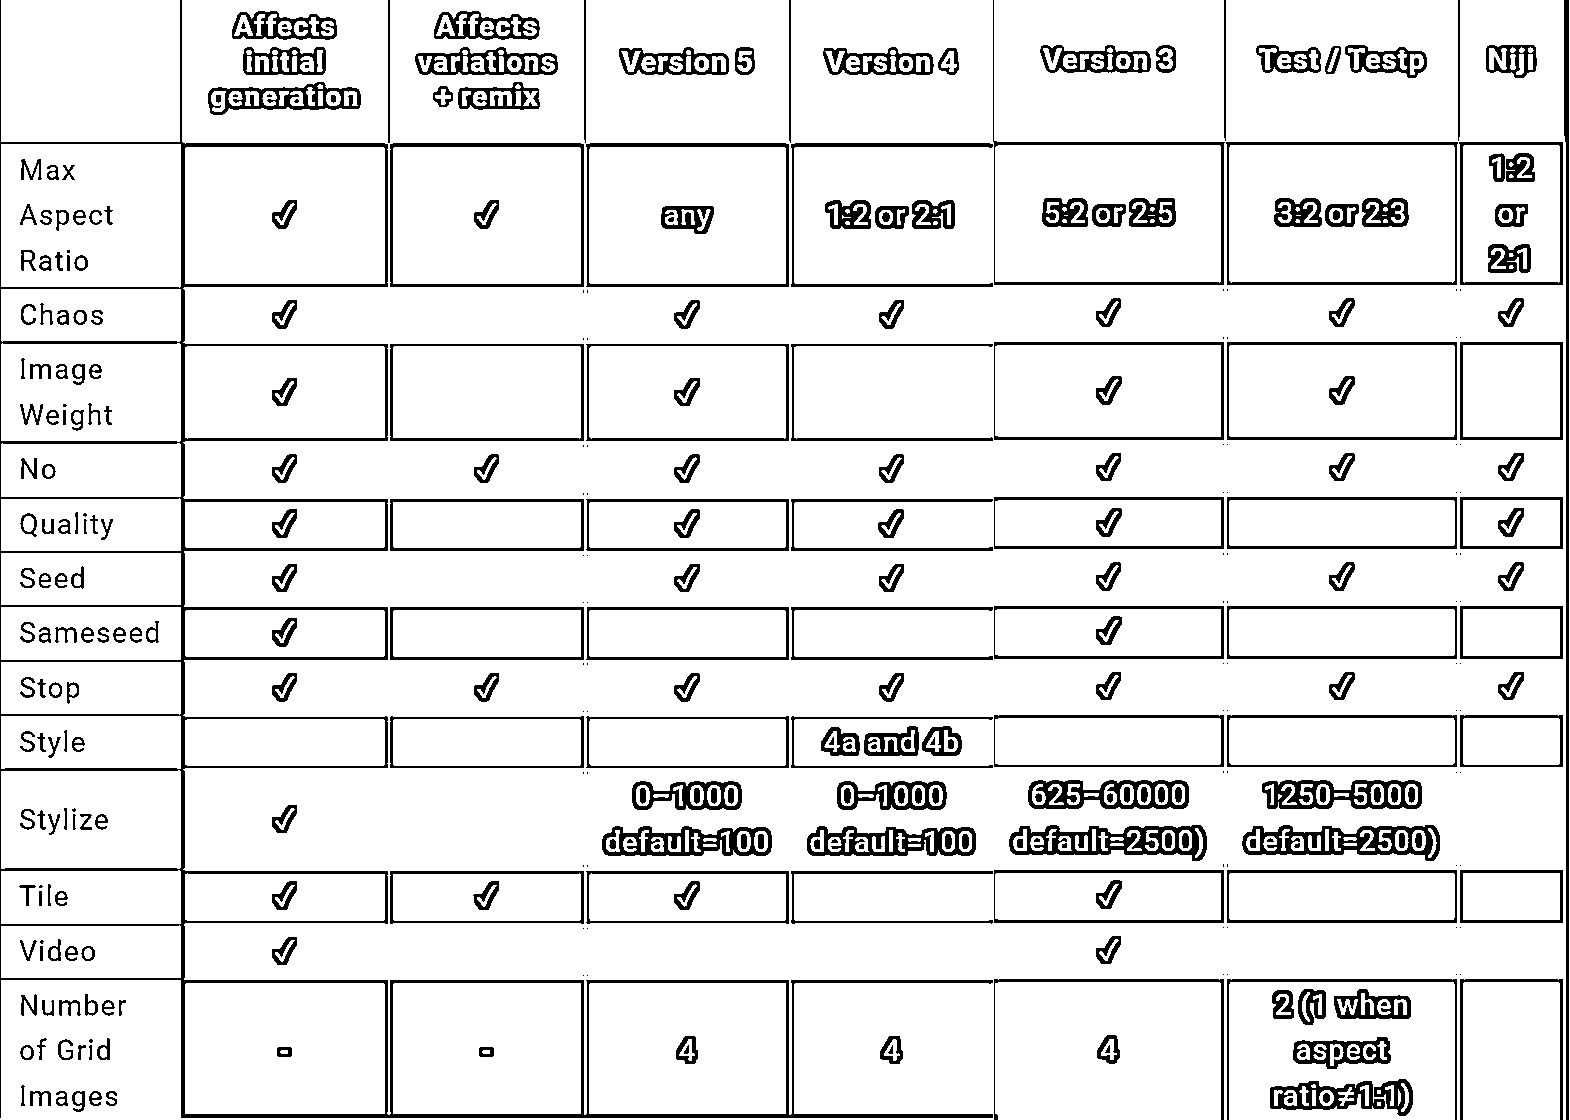 Affects
initial
generation
Affects
variations
+ remix
Version 5
Version 4
Version 3
Test / Testp
Niji
Max
Aspect
Ratio
✓
✓
any
1:2 or 2:1
5:2 or 2:5
3:2 or 2:3
1:2
or
2:1
Chaos
✓
✓
✓
✓
✓
✓
Image
Weight
✓
✓
✓
✓
No
✓
✓
✓
✓
✓
✓
✓
Quality
✓
✓
✓
✓
✓
Seed
✓
✓
✓
✓
✓
✓
Sameseed
✓
✓
Stop
✓
✓
✓
✓
✓
✓
✓
Style
4a and 4b
Stylize
✓
0-1000
default=100
0-1000
default=100
625-60000
default=2500)
1250-5000
default=2500)
Tile
✓
✓
✓
✓
Video
✓
✓
Number
of Grid
Images
-
-
4
4
4
2 (1 when
aspect
ratio≠1:1)